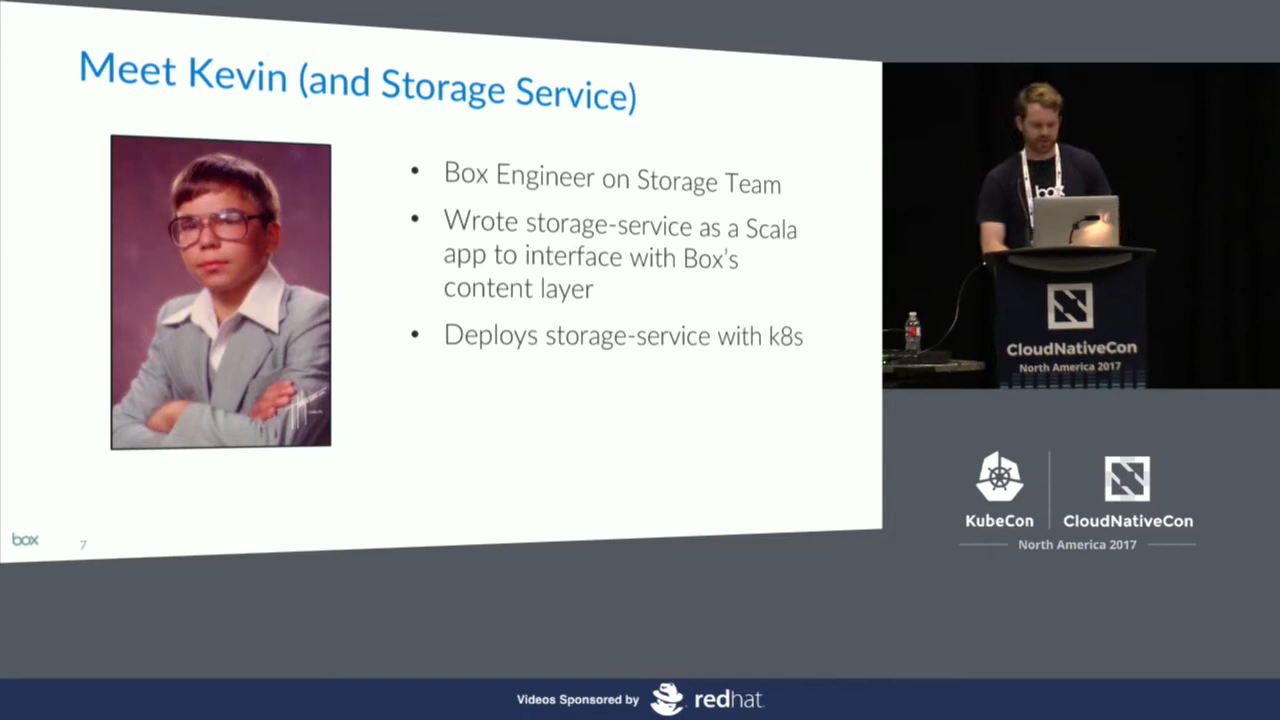 Meet Kevin (and Storage Service)
• Box Engineer on Storage Team
• Wrote storage-service as a Scala
app to interface with Box's
content layer
• Deploys storage-service with k8s
box
7
box
CloudNativeCon
North America 2017
KubeCon
CloudNativeCon
North America 2017
Videos Sponsored by
redhat